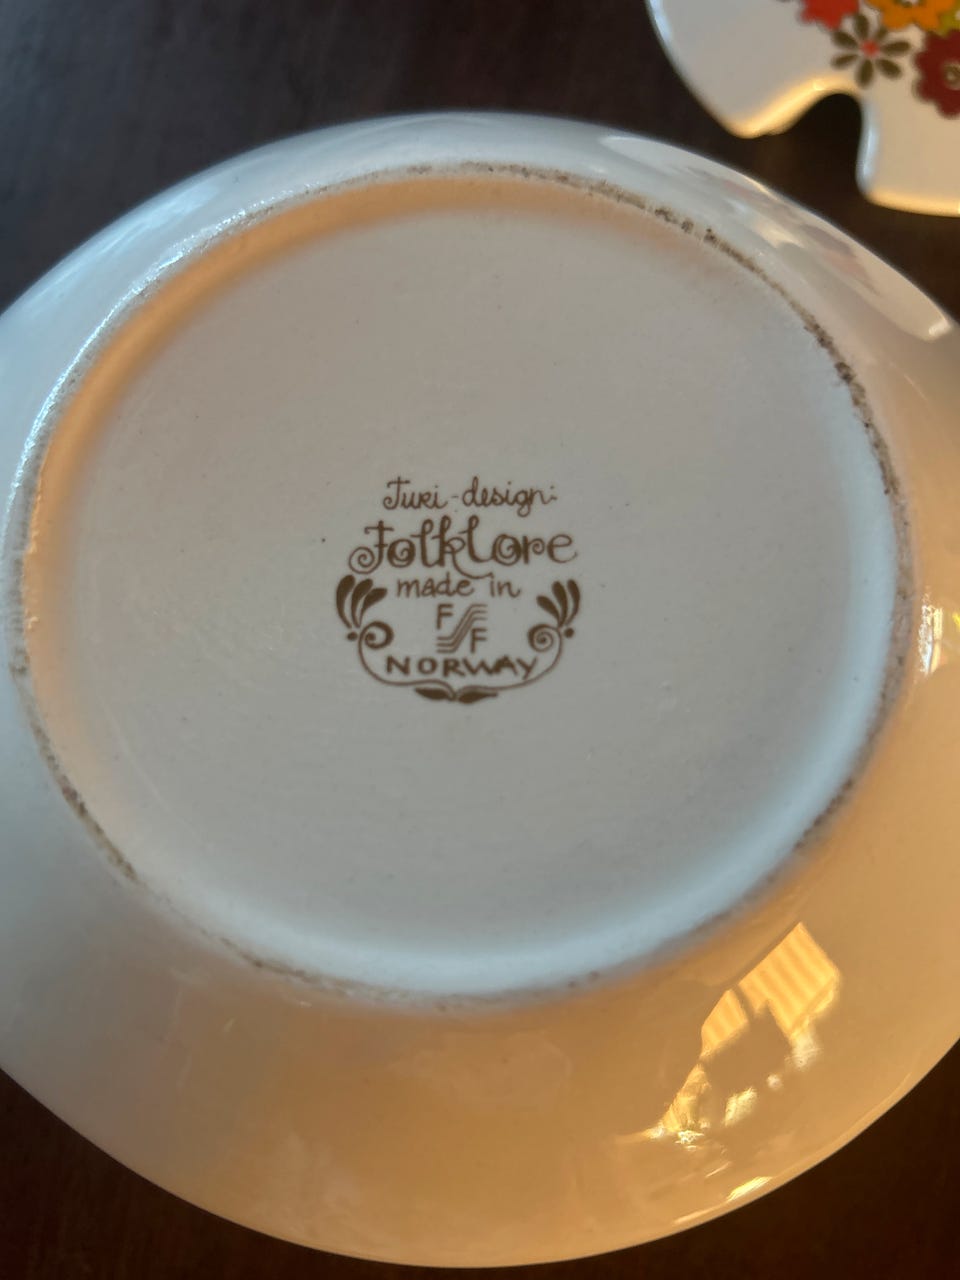 Turi-design:
Folklore
made in
F
F
NORWAY